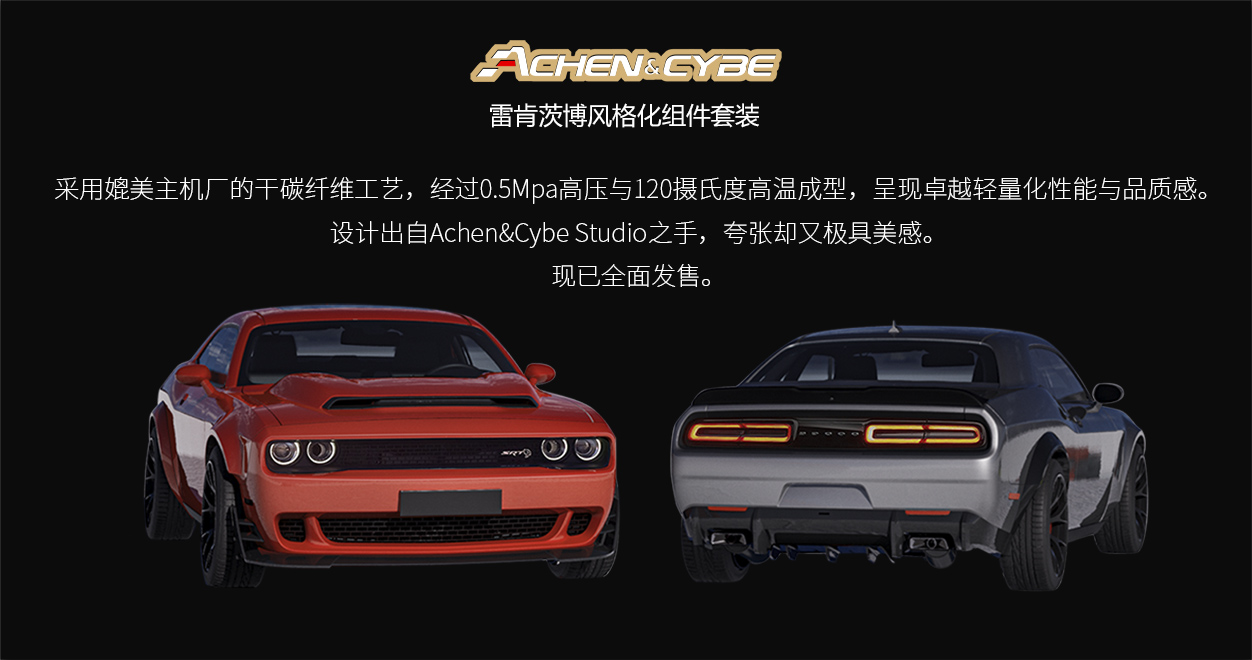 ACHEN&CYBE
雷肯茨博风格化组件套装
采用媲美主机厂的干碳纤维工艺，经过0.5Mpa高压与120摄氏度高温成型，呈现卓越轻量化性能与品质感。
设计出自Achen&Cybe Studio之手，夸张却又极具美感。
现已全面发售。
SRT
DODGE